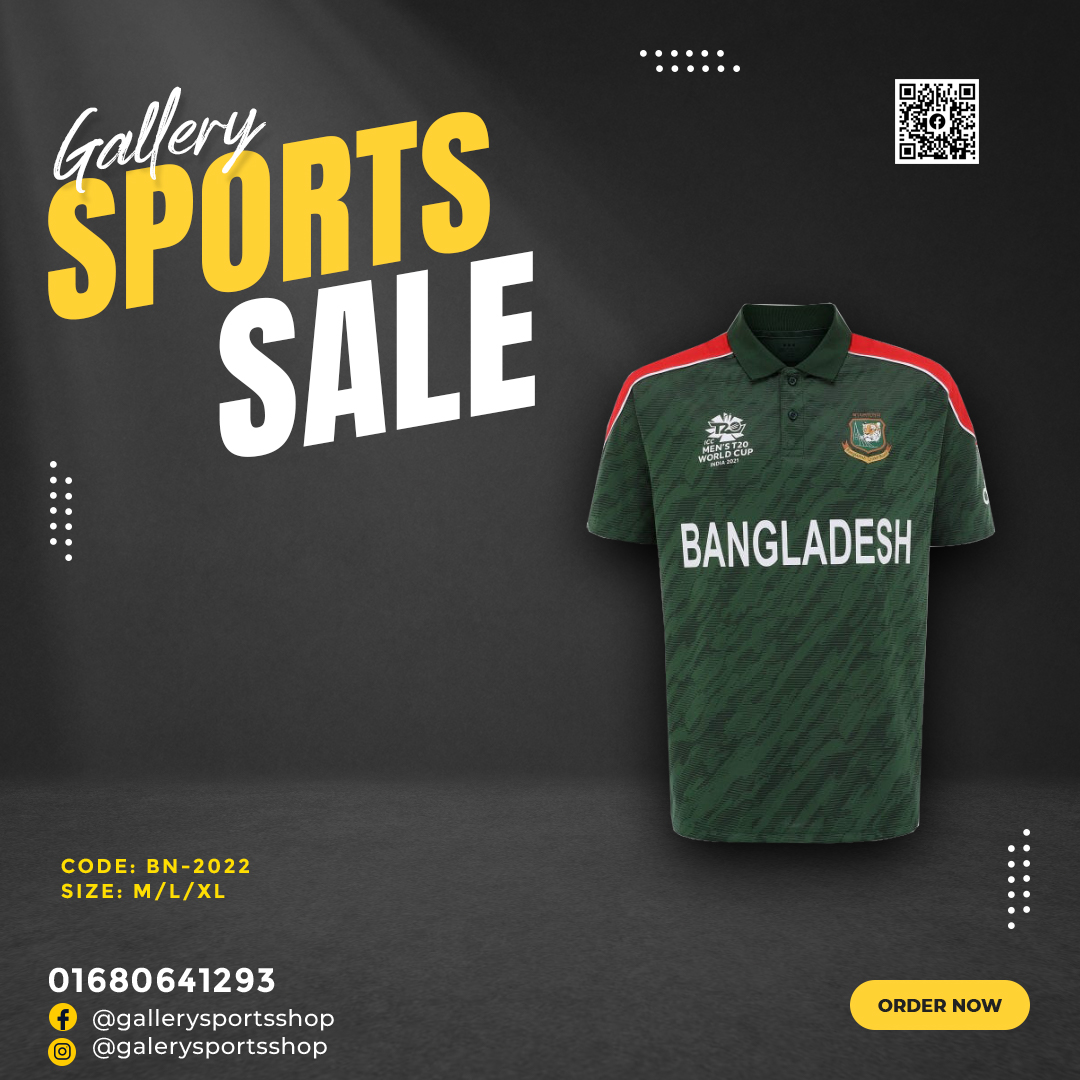 Gallery
SPORTS
SALE
ICC
MEN'S T20
WORLD CUP
INDIA 2021
BANGLADESH
CODE: BN-2022
SIZE: M/L/XL
01680641293
@gallerysportsshop
@galerysportsshop
ORDER NOW